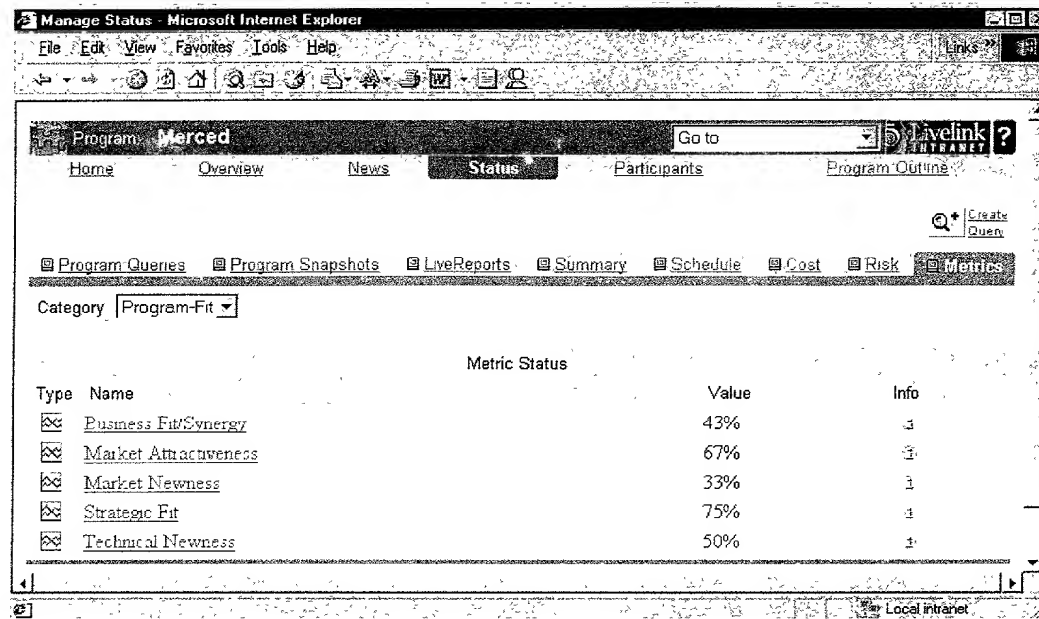 Manage Status - Microsoft Internet Explorer
File Edit View Favorites Tools Help Links »
Program: Merced Go to Livelink INTRANET ?
Home Overview News Status Participants Program Outline
Create
Query
Program Queries Program Snapshots LiveReports Summary Schedule Cost Risk Metrics
Category Program-Fit
Metric Status
Type Name Value Info
Business Fit/Synergy 43%
Market Attractiveness 67%
Market Newness 33%
Strategic Fit 75%
Technical Newness 50%
Local intranet